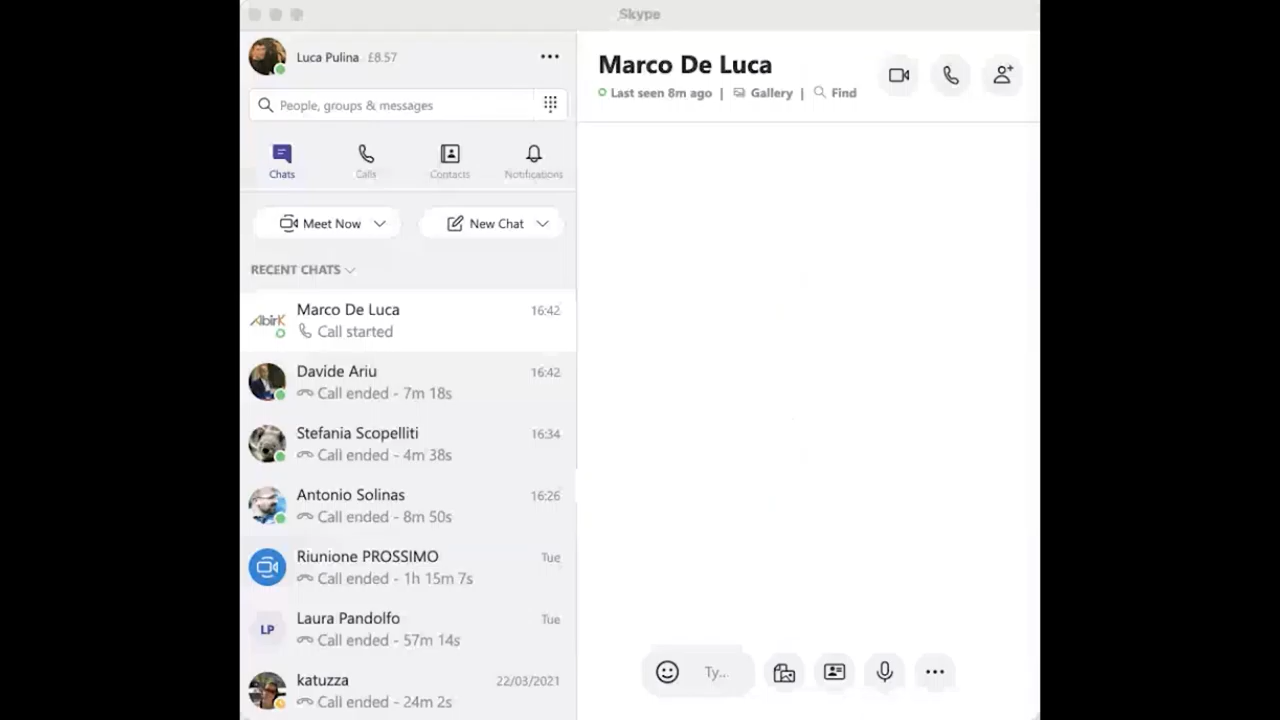 Skype
Luca Pulina £8.57
People, groups & messages
Chats Calls Contacts Notifications
Meet Now New Chat
RECENT CHATS
AlbirK
Marco De Luca 16:42
Call started
Davide Ariu 16:42
Call ended - 7m 18s
Stefania Scopelliti 16:34
Call ended - 4m 38s
Antonio Solinas 16:26
Call ended - 8m 50s
Riunione PROSSIMO Tue
Call ended - 1h 15m 7s
LP
Laura Pandolfo Tue
Call ended - 57m 14s
katuzza 22/03/2021
Call ended - 24m 2s
Marco De Luca
Last seen 8m ago | Gallery | Find
Ty...